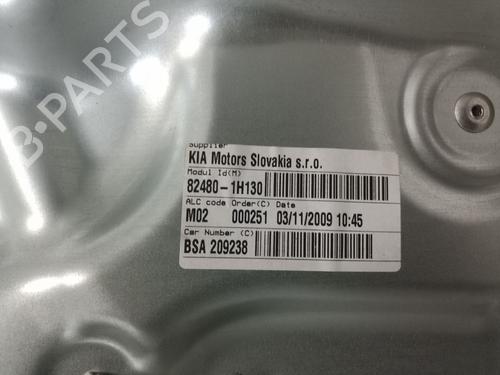 B-PARTS
Supplier
KIA Motors Slovakia s.r.o.
Modul Id(M)
82480-1H130
ALC code Order(C) Date
M02 000251 03/11/2009 10:45
Car Number (C)
BSA 209238